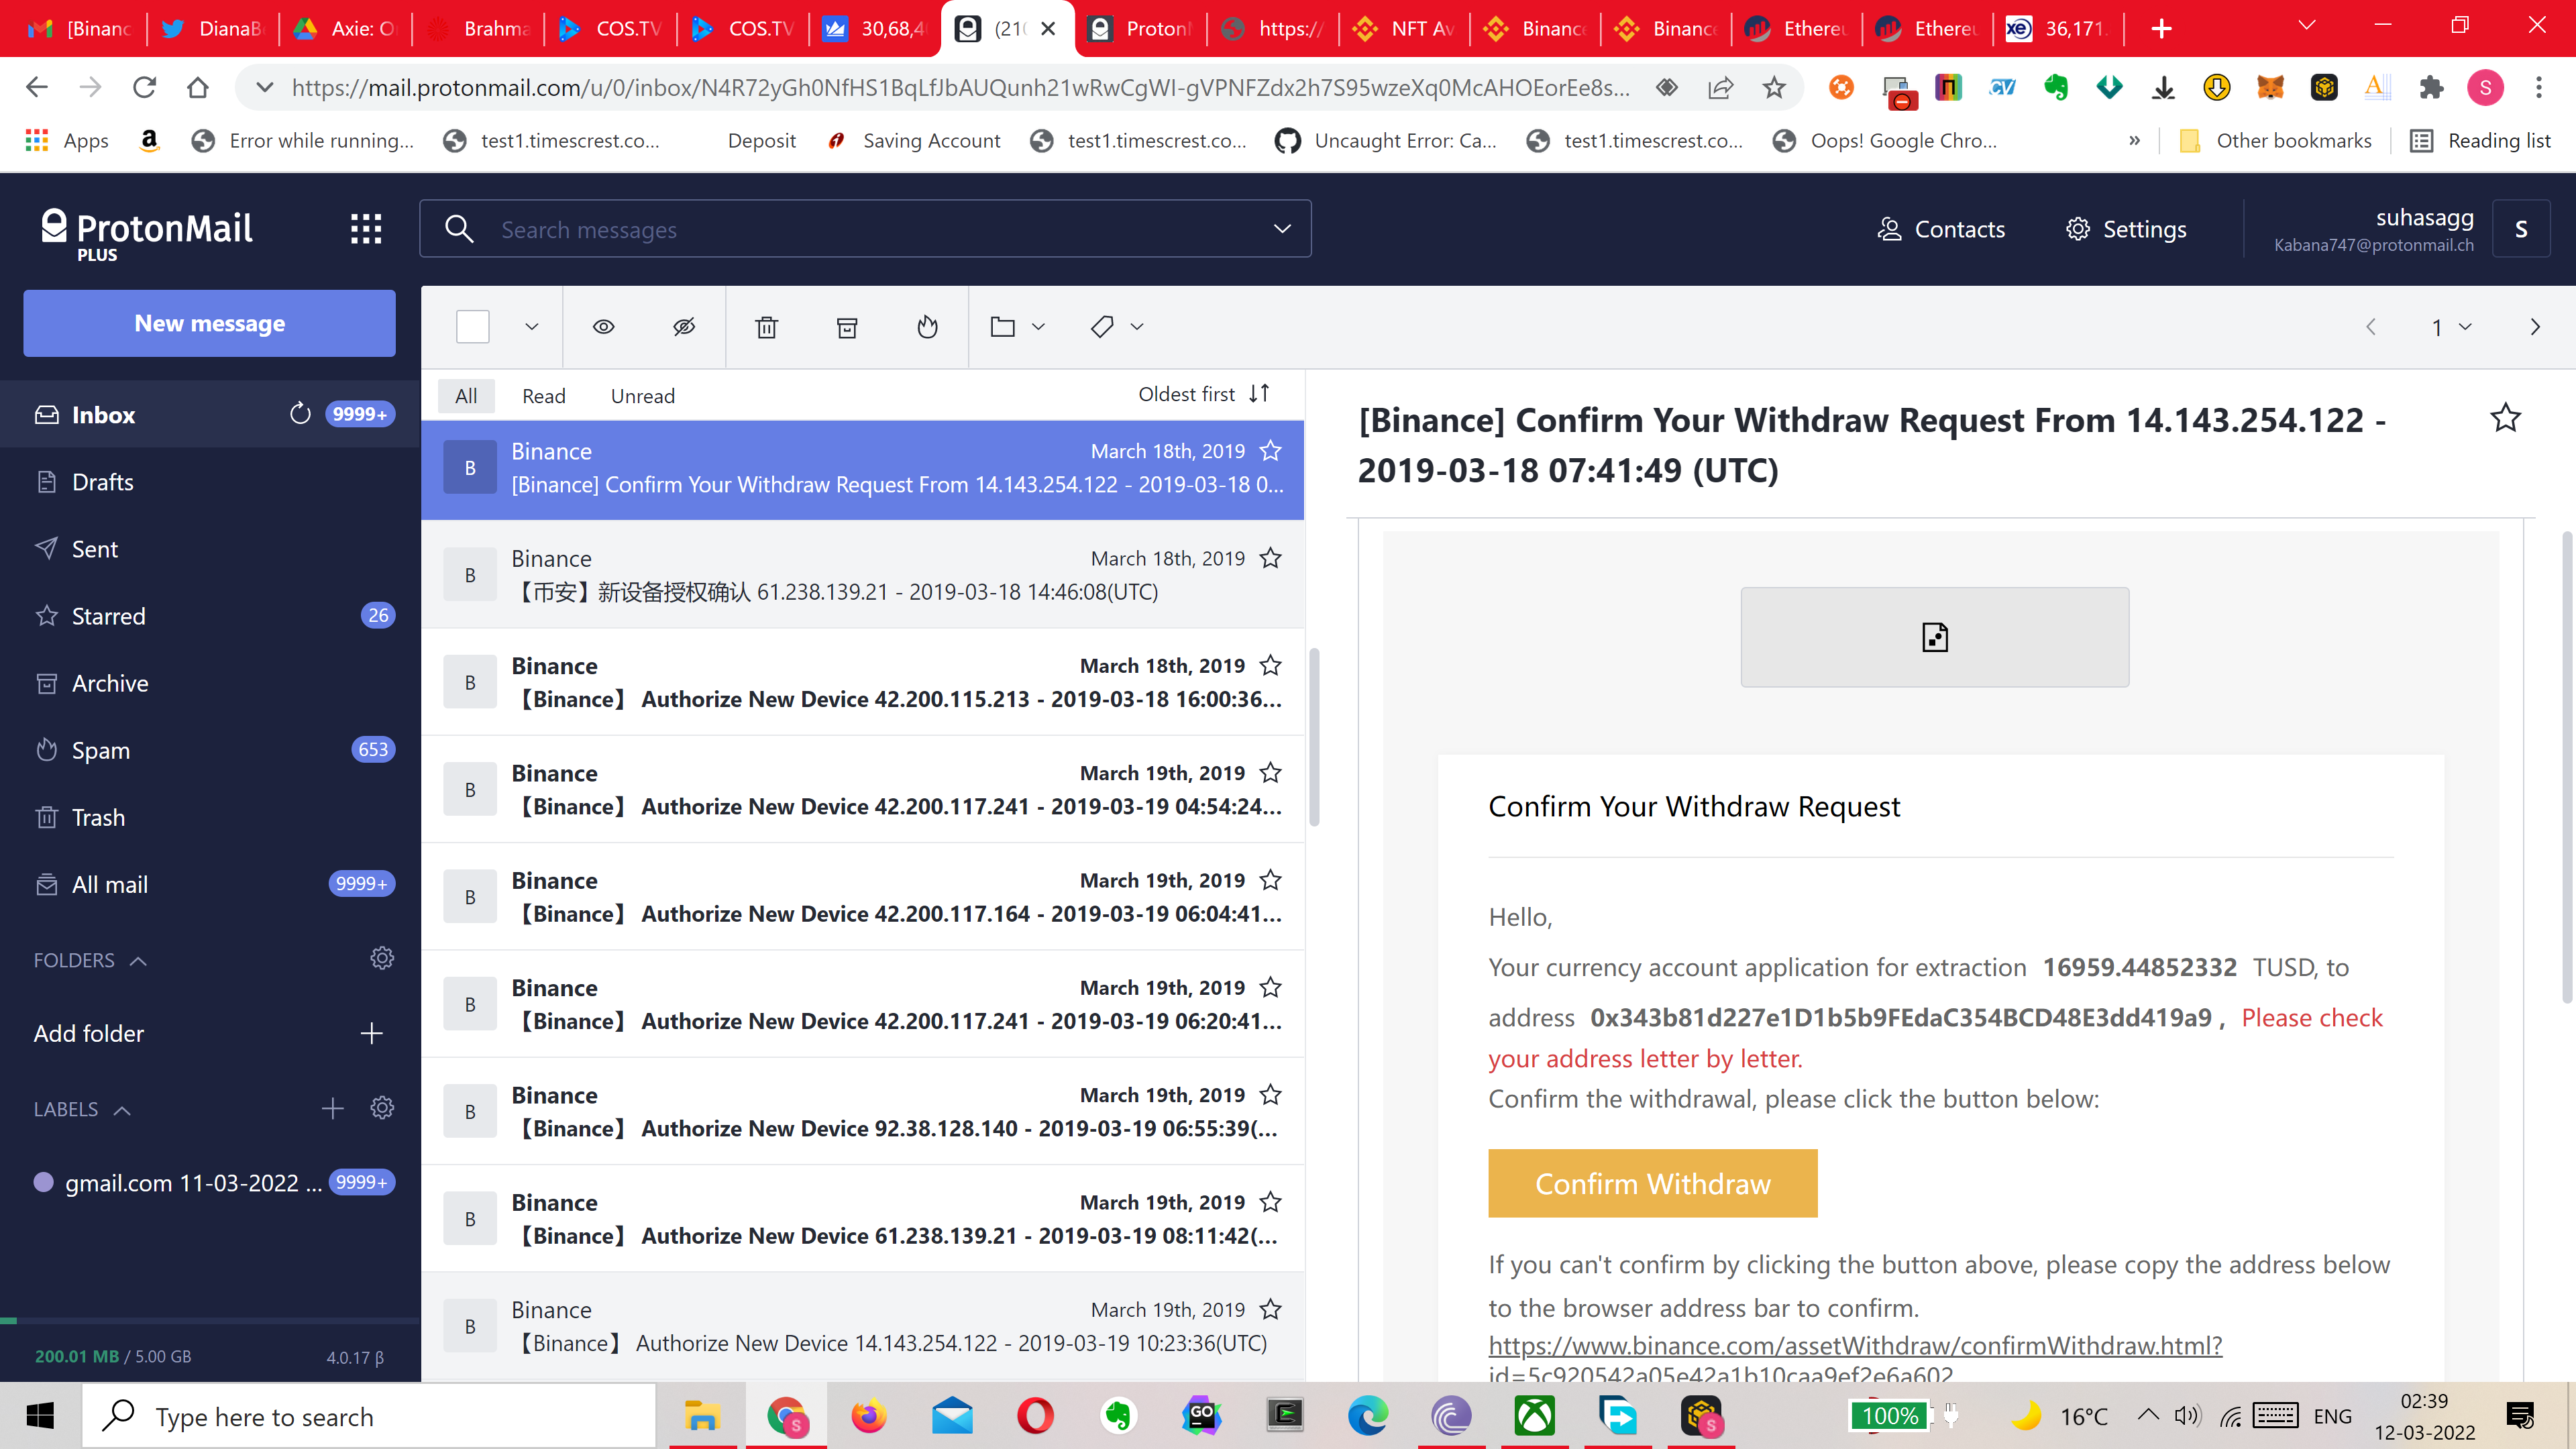 [Binanc
DianaB
Axie: O
Brahma
COS.TV
COS.TV
30,68,4
(210
Proton
https://
NFT Av
Binance
Binance
Ethereu
Ethereu
36,171.
https://mail.protonmail.com/u/0/inbox/N4R72yGh0NfHS1BqLfJbAUQunh21wRwCgWI-gVPNFZdx2h7S95wzeXq0McAHOEorEe8s...
Apps
Error while running...
test1.timescrest.co...
Deposit
Saving Account
test1.timescrest.co...
Uncaught Error: Ca...
test1.timescrest.co...
Oops! Google Chro...
»
Other bookmarks
Reading list
ProtonMail
PLUS
Search messages
Contacts
Settings
suhasagg
Kabana747@protonmail.ch
S
New message
1
Inbox 9999+
Drafts
Sent
Starred 26
Archive
Spam 653
Trash
All mail 9999+
FOLDERS
Add folder
LABELS
gmail.com 11-03-2022 ... 9999+
200.01 MB / 5.00 GB
4.0.17 β
All Read Unread Oldest first
B Binance March 18th, 2019
[Binance] Confirm Your Withdraw Request From 14.143.254.122 - 2019-03-18 0...
B Binance March 18th, 2019
【币安】新设备授权确认 61.238.139.21 - 2019-03-18 14:46:08(UTC)
B Binance March 18th, 2019
【Binance】 Authorize New Device 42.200.115.213 - 2019-03-18 16:00:36...
B Binance March 19th, 2019
【Binance】 Authorize New Device 42.200.117.241 - 2019-03-19 04:54:24...
B Binance March 19th, 2019
【Binance】 Authorize New Device 42.200.117.164 - 2019-03-19 06:04:41...
B Binance March 19th, 2019
【Binance】 Authorize New Device 42.200.117.241 - 2019-03-19 06:20:41...
B Binance March 19th, 2019
【Binance】 Authorize New Device 92.38.128.140 - 2019-03-19 06:55:39(...
B Binance March 19th, 2019
【Binance】 Authorize New Device 61.238.139.21 - 2019-03-19 08:11:42(...
B Binance March 19th, 2019
【Binance】 Authorize New Device 14.143.254.122 - 2019-03-19 10:23:36(UTC)
[Binance] Confirm Your Withdraw Request From 14.143.254.122 -
2019-03-18 07:41:49 (UTC)
Confirm Your Withdraw Request
Hello,
Your currency account application for extraction 16959.44852332 TUSD, to
address 0x343b81d227e1D1b5b9FEdaC354BCD48E3dd419a9 , Please check
your address letter by letter.
Confirm the withdrawal, please click the button below:
Confirm Withdraw
If you can't confirm by clicking the button above, please copy the address below
to the browser address bar to confirm.
https://www.binance.com/assetWithdraw/confirmWithdraw.html?
id=5c920542a05e42a1b10caa9ef2e6a602
Type here to search
100%
16°C
ENG
02:39
12-03-2022